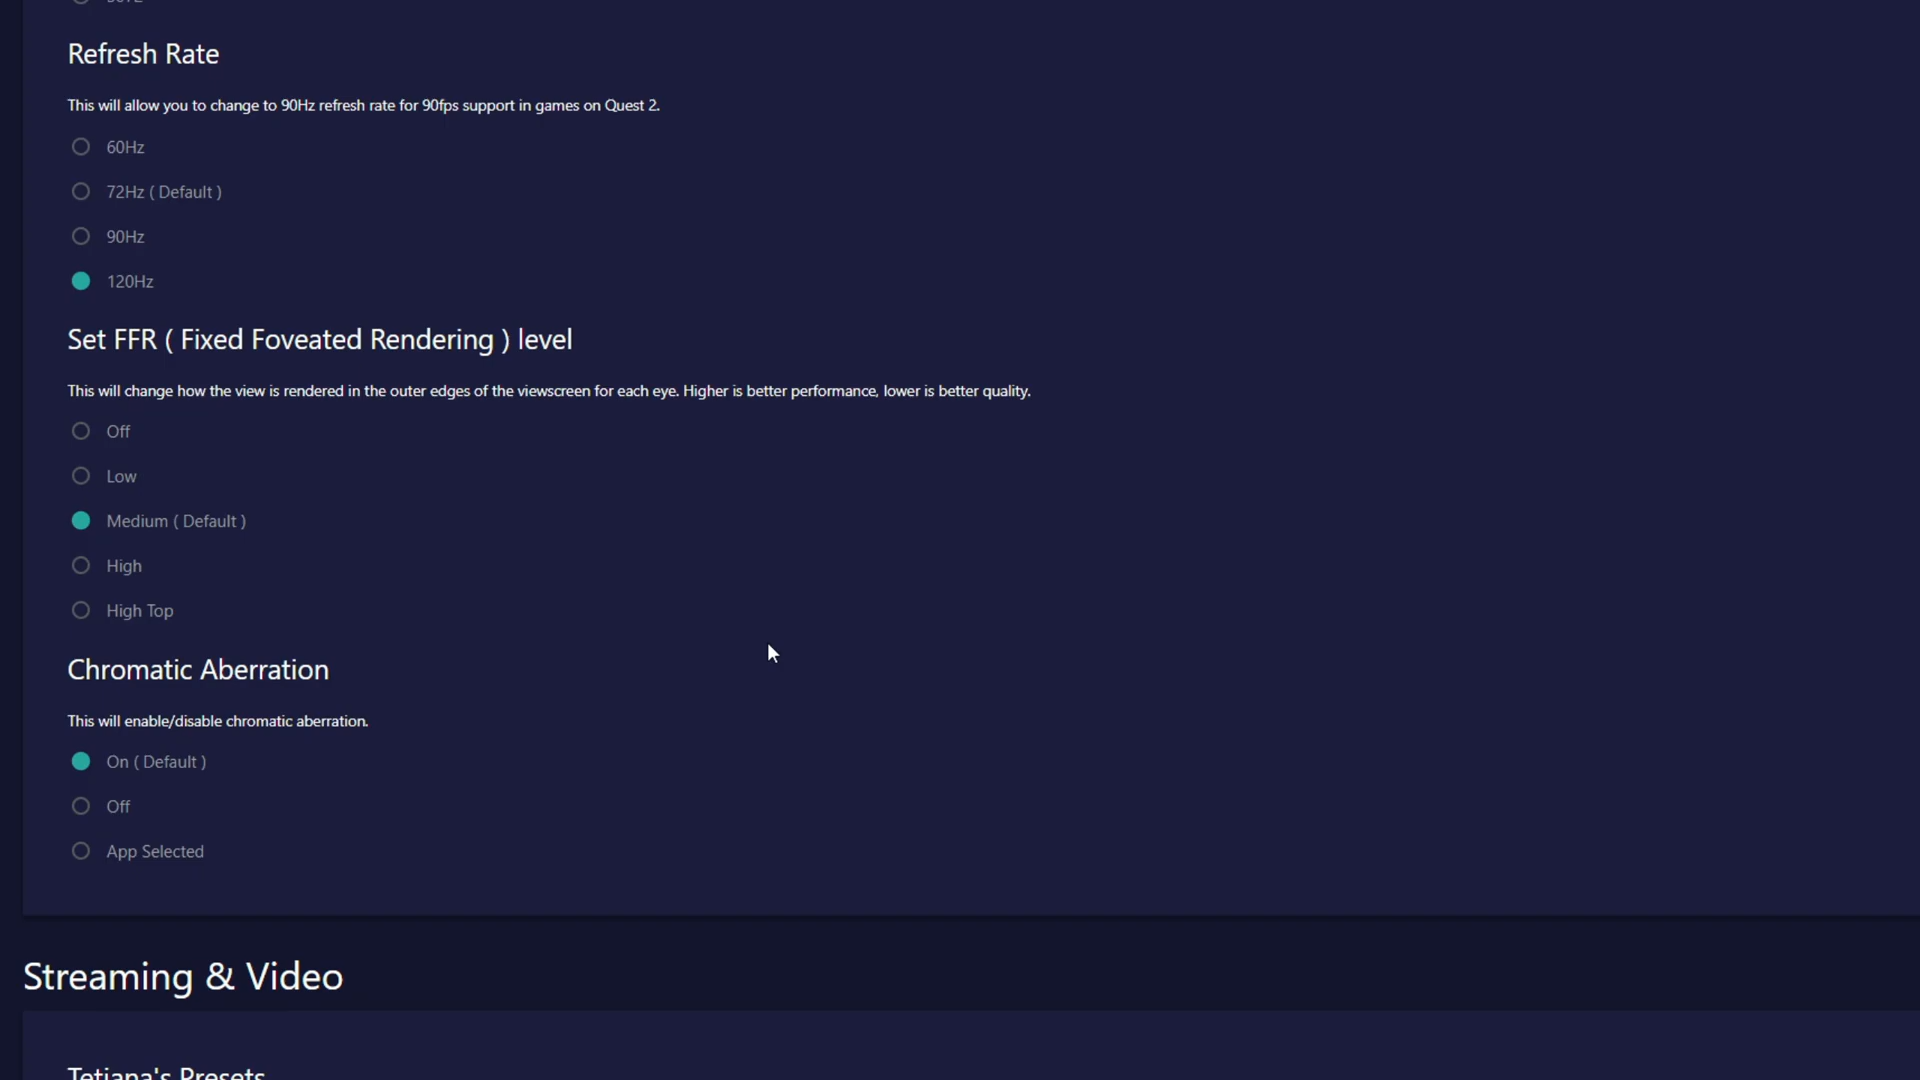 Refresh Rate
This will allow you to change to 90Hz refresh rate for 90fps support in games on Quest 2.
60Hz
72Hz ( Default )
90Hz
120Hz
Set FFR ( Fixed Foveated Rendering ) level
This will change how the view is rendered in the outer edges of the viewscreen for each eye. Higher is better performance, lower is better quality.
Off
Low
Medium ( Default )
High
High Top
Chromatic Aberration
This will enable/disable chromatic aberration.
On ( Default )
Off
App Selected
Streaming & Video
Tetiana's Presets